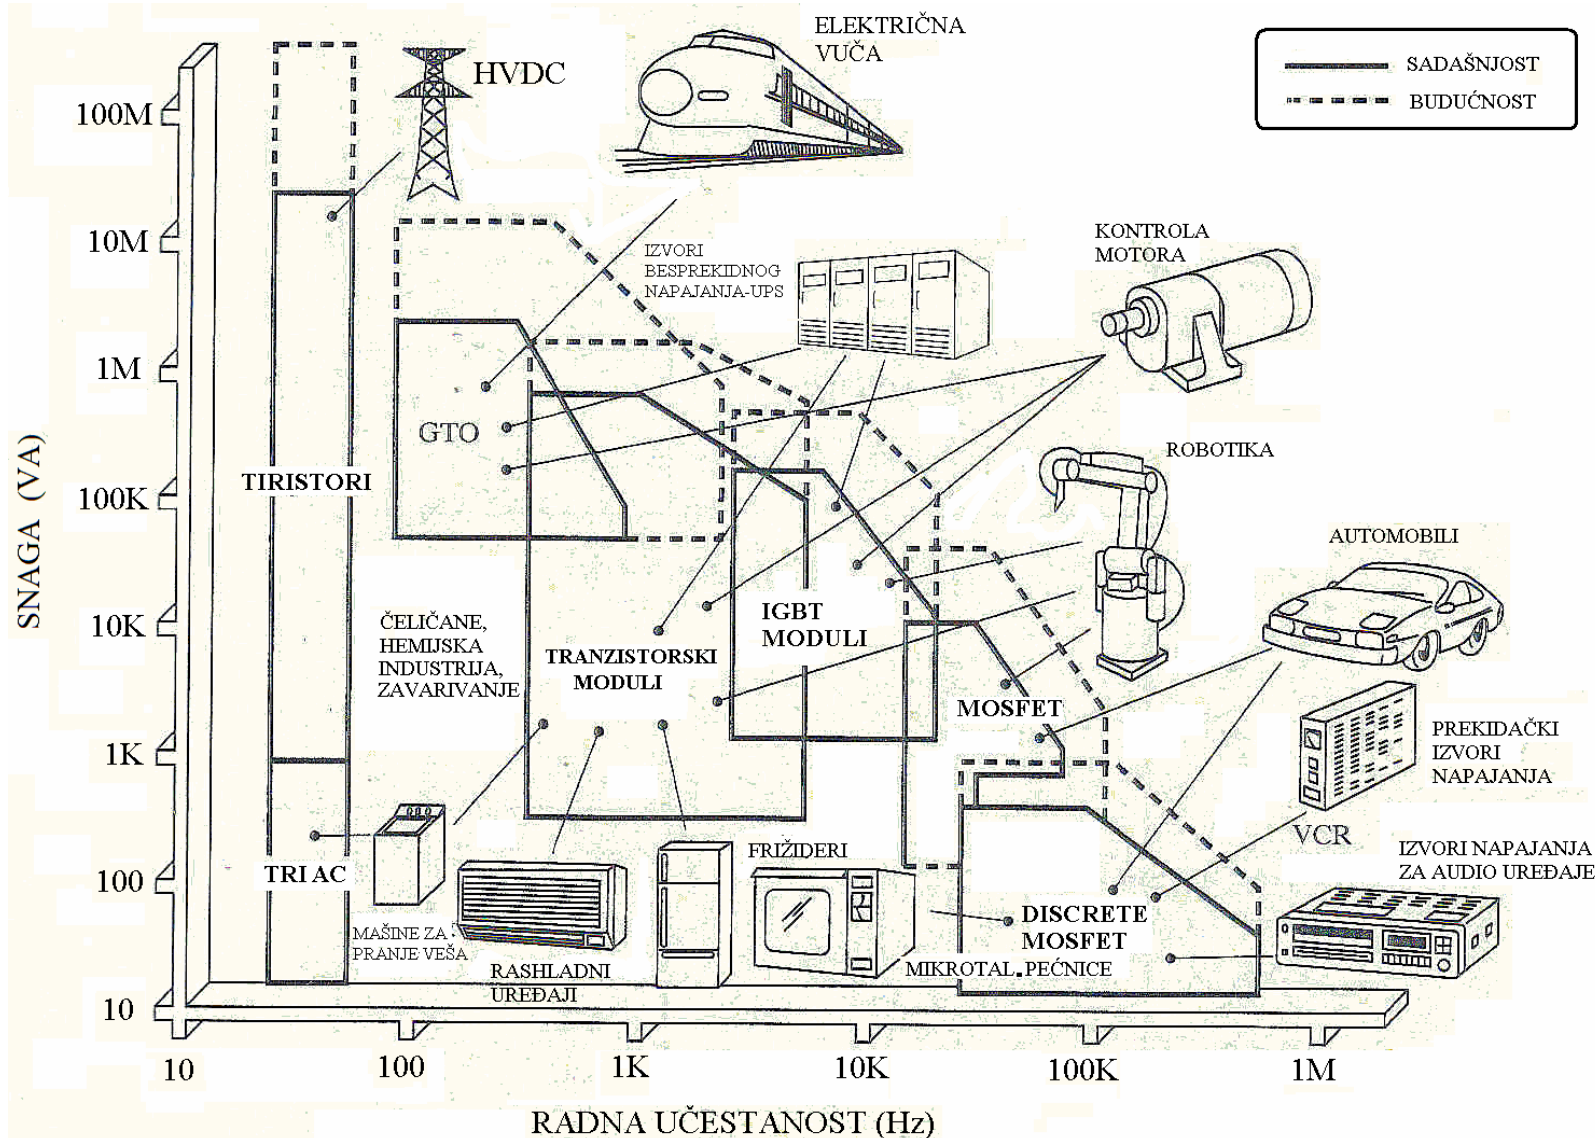 ELEKTRIČNA
VUČA
HVDC
SADAŠNJOST
BUDUĆNOST
100M
10M
1M
100K
10K
1K
100
10
SNAGA (VA)
IZVORI
BESPREKIDNOG
NAPAJANJA-UPS
KONTROLA
MOTORA
GTO
TIRISTORI
ROBOTIKA
AUTOMOBILI
ČELIČANE,
HEMIJSKA
INDUSTRIJA,
ZAVARIVANJE
TRANZISTORSKI
MODULI
IGBT
MODULI
MOSFET
PREKIDAČKI
IZVORI
NAPAJANJA
VCR
IZVORI NAPAJANJA
ZA AUDIO UREĐAJE
TRI AC
FRIŽIDERI
DISCRETE
MOSFET
MAŠINE ZA
PRANJE VEŠA
RASHLADNI
UREĐAJI
MIKROTAL.PEĆNICE
10
100
1K
10K
100K
1M
RADNA UČESTANOST (Hz)